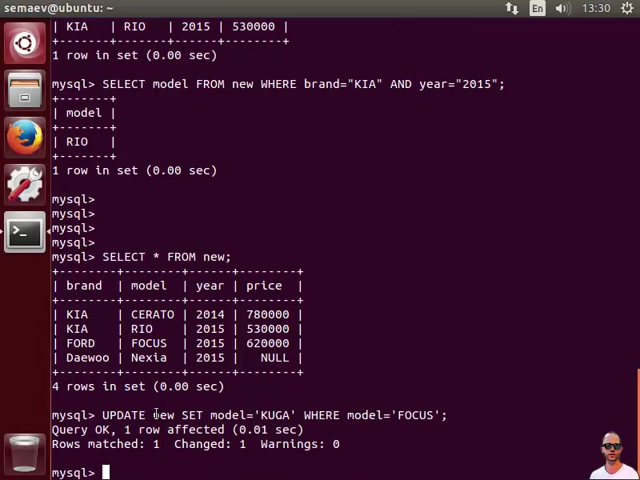 semaev@ubuntu: ~
En
13:30
| KIA    | RIO    | 2015 | 530000 |
+--------+--------+------+--------+
1 row in set (0.00 sec)
mysql> SELECT model FROM new WHERE brand="KIA" AND year="2015";
+-------+
| model |
+-------+
| RIO   |
+-------+
1 row in set (0.00 sec)
mysql>
mysql>
mysql>
mysql>
mysql> SELECT * FROM new;
+--------+--------+------+--------+
| brand  | model  | year | price  |
+--------+--------+------+--------+
| KIA    | CERATO | 2014 | 780000 |
| KIA    | RIO    | 2015 | 530000 |
| FORD   | FOCUS  | 2015 | 620000 |
| Daewoo | Nexia  | 2015 |   NULL |
+--------+--------+------+--------+
4 rows in set (0.00 sec)
mysql> UPDATE new SET model='KUGA' WHERE model='FOCUS';
Query OK, 1 row affected (0.01 sec)
Rows matched: 1  Changed: 1  Warnings: 0
mysql>